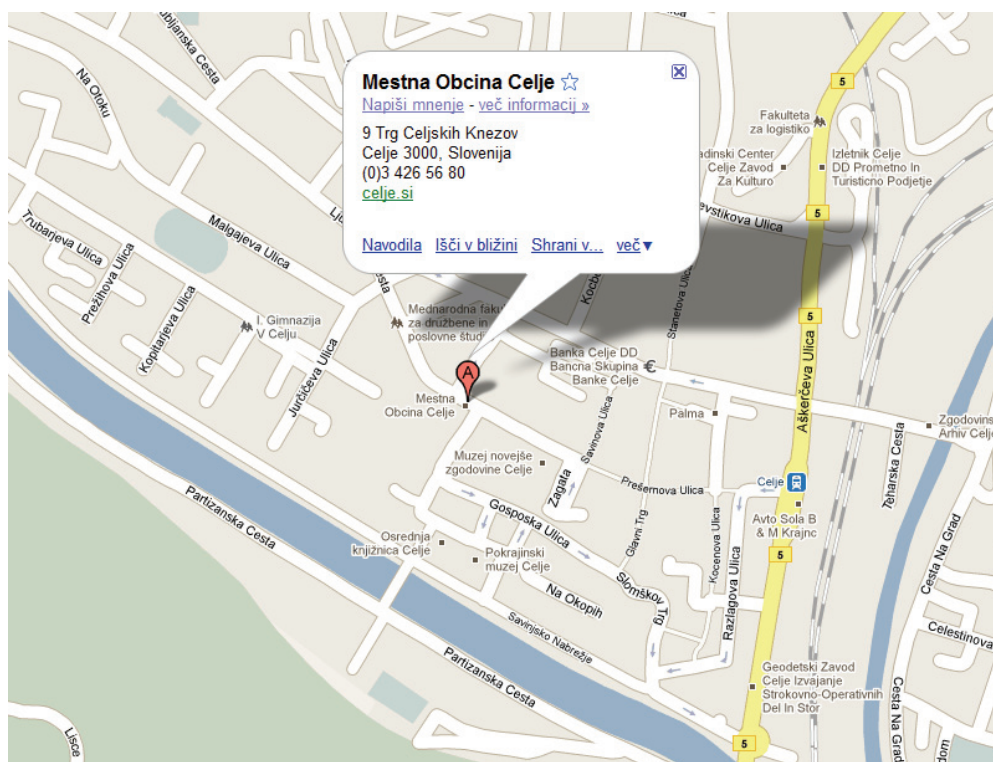 Mestna Obcina Celje
Napiši mnenje - več informacij »
9 Trg Celjskih Knezov
Celje 3000, Slovenija
(0)3 426 56 80
celje.si
Navodila Išči v bližini Shrani v... več▼
Cesta
Na Otoku
5
Fakulteta
za logistiko
Center
Celje Zavod
Za Kulturo
Izletnik Celje
DD Prometno In
Turistično Podjetje
5
Trubarjeva Ulica
Malgajeva Ulica
Prežihova Ulica
Kopitarjeva Ulica
I. Gimnazija
V Celju
Jurčičeva Ulica
Mednarodna
za družbene in
poslovne
Stanetova Ulica
5
Aškerčeva Ulica
Banka Celje DD
Bancna Skupina
Banke Celje
A
Mestna
Obcina Celje
Palma
Arhiv
Teharska Cesta
Savinova Ulica
Muzej novejše
zgodovine Celje
Zagata
Prešernova Ulica
Celje
Partizanska Cesta
Gosposka Ulica
Glavni Trg
Kocenova Ulica
Avto Sola B
& M Krajnc
Cesta Na Grad
Osrednja
knjižnica Celje
Pokrajinski
muzej Celje
5
Na Okopih
Slomškov Trg
Razlagova Ulica
Savinjsko Nabrežje
Celestinova
Partizanska Cesta
Geodetski Zavod
Celje Izvajanje
Strokovno-Operativnih
Del In Stor
Cesta Na Grad
Lisce
5